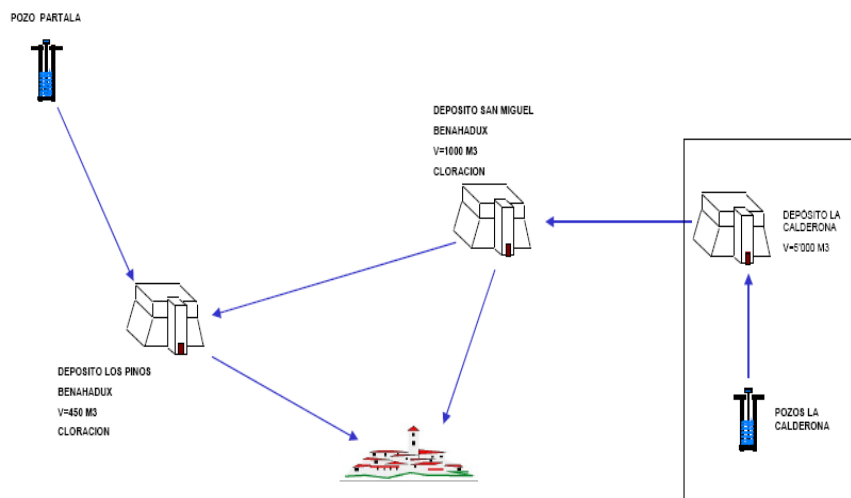 POZO PARTALA
DEPOSITO SAN MIGUEL
BENAHADUX
V=1000 M3
CLORACION
DEPÓSITO LA
CALDERONA
V=5'000 M3
DEPOSITO LOS PINOS
BENAHADUX
V=450 M3
CLORACION
POZOS LA
CALDERONA